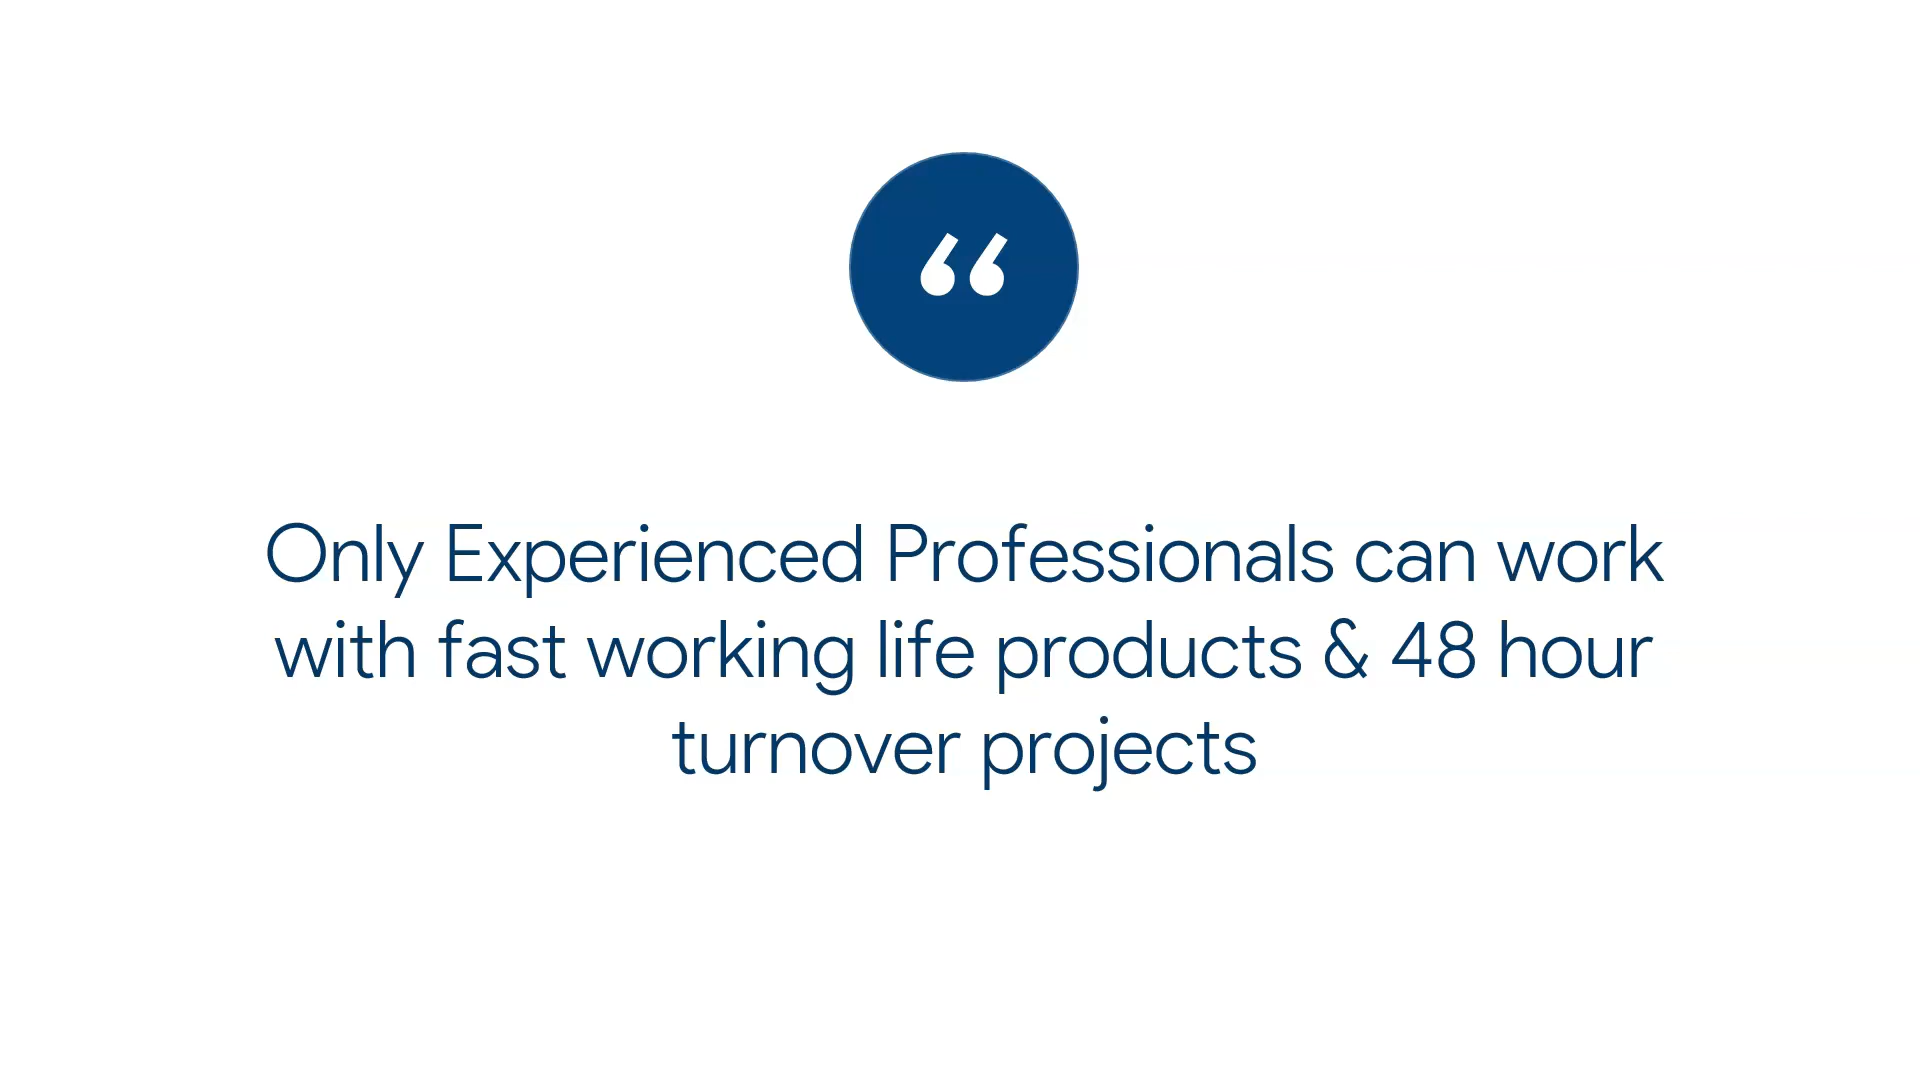 “
Only Experienced Professionals can work
with fast working life products & 48 hour
turnover projects